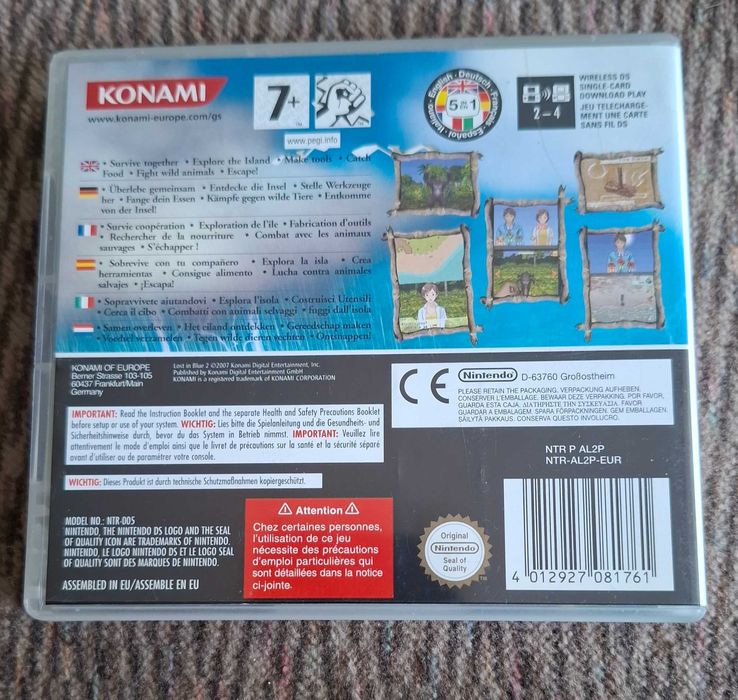 KONAMI
www.konami-europe.com/gs
7+
™
™
www.pegi.info
English · Deutsch · Français · Español · Italiano
5 IN 1
2 – 4
WIRELESS DS
SINGLE-CARD
DOWNLOAD PLAY
JEU TELECHARGE-
MENT UNE CARTE
SANS FIL DS
• Survive together • Explore the Island • Make tools • Catch
Food • Fight wild animals • Escape!
• Überlebe gemeinsam • Entdecke die Insel • Stelle Werkzeuge
her • Fange dein Essen • Kämpfe gegen wilde Tiere • Entkomme
von der Insel!
• Survie coopération • Exploration de l'île • Fabrication d'outils
• Rechercher de la nourriture • Combat avec les animaux
sauvages • S'échapper !
• Sobrevive con tu compañero • Explora la isla • Crea
herramientas • Consigue alimento • Lucha contra animales
salvajes • ¡Escapa!
• Sopravvivete aiutandovi • Esplora l'isola • Costruisci Utensili
• Cerca il cibo • Combatti con animali selvaggi • fuggi dall'isola
• Samen overleven • Het eiland ontdekken • Gereedschap maken
• Voedsel verzamelen • Tegen wilde dieren vechten • Ontsnappen!
KONAMI OF EUROPE
Berner Strasse 103-105
60437 Frankfurt/Main
Germany
Lost in Blue 2 ©2007 Konami Digital Entertainment, Inc.
Published by Konami Digital Entertainment GmbH
KONAMI is a registered trademark of KONAMI CORPORATION
IMPORTANT: Read the Instruction Booklet and the separate Health and Safety Precautions Booklet
before setup or use of your system. WICHTIG: Lies bitte die Spielanleitung und die Gesundheits- und
Sicherheitshinweise durch, bevor du das System in Betrieb nimmst. IMPORTANT: Veuillez lire
attentivement le mode d'emploi ainsi que le livret de précautions sur la santé et la sécurité séparé
avant d'utiliser ou de paramétrer votre console.
WICHTIG: Dieses Produkt ist durch technische Schutzmaßnahmen kopiergeschützt.
MODEL NO: NTR-005
NINTENDO, THE NINTENDO DS LOGO AND THE SEAL
OF QUALITY ICON ARE TRADEMARKS OF NINTENDO.
NINTENDO, LE LOGO NINTENDO DS ET LE LOGO SEAL
OF QUALITY SONT DES MARQUES DE NINTENDO.
ASSEMBLED IN EU/ASSEMBLE EN EU
Attention
Chez certaines personnes,
l'utilisation de ce jeu
nécessite des précautions
d'emploi particulières qui
sont détaillées dans la notice
ci-jointe.
CE
Nintendo D-63760 Großostheim
PLEASE RETAIN THE PACKAGING. VERPACKUNG AUFHEBEN.
CONSERVER L'EMBALLAGE. BEWAAR DEZE VERPAKKING. POR FAVOR,
GUARDA ESTA CAJA. ΔΙΑΤΗΡΗΣΤΕ ΤΗΝ ΣΥΣΚΕΥΑΣΙΑ. FAVOR
GUARDAR A EMBALAGEM. SPARA FÖRPACKNINGEN. GEM EMBALLAGEN.
SÄILYTÄ PAKKAUS. CONSERVA QUESTO INVOLUCRO.
NTR P AL2P
NTR-AL2P-EUR
Original
Nintendo
Seal of
Quality
™
4 012927 081761